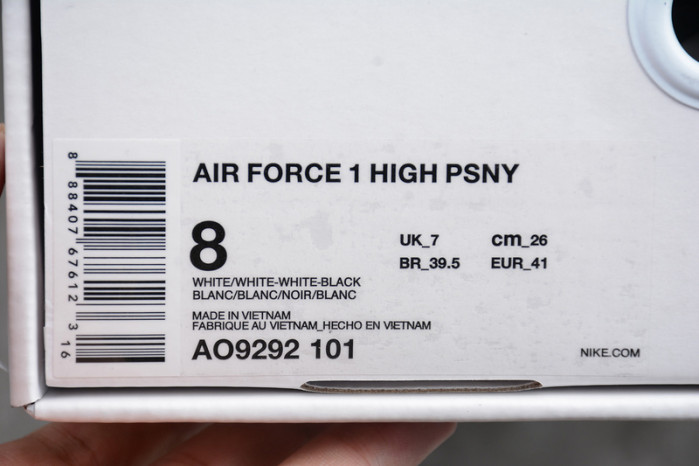 AIR FORCE 1 HIGH PSNY
8
UK_7 cm_26
BR_39.5 EUR_41
WHITE/WHITE-WHITE-BLACK
BLANC/BLANC/NOIR/BLANC
MADE IN VIETNAM
FABRIQUE AU VIETNAM_HECHO EN VIETNAM
AO9292 101
NIKE.COM
8 88407 67612 3 16